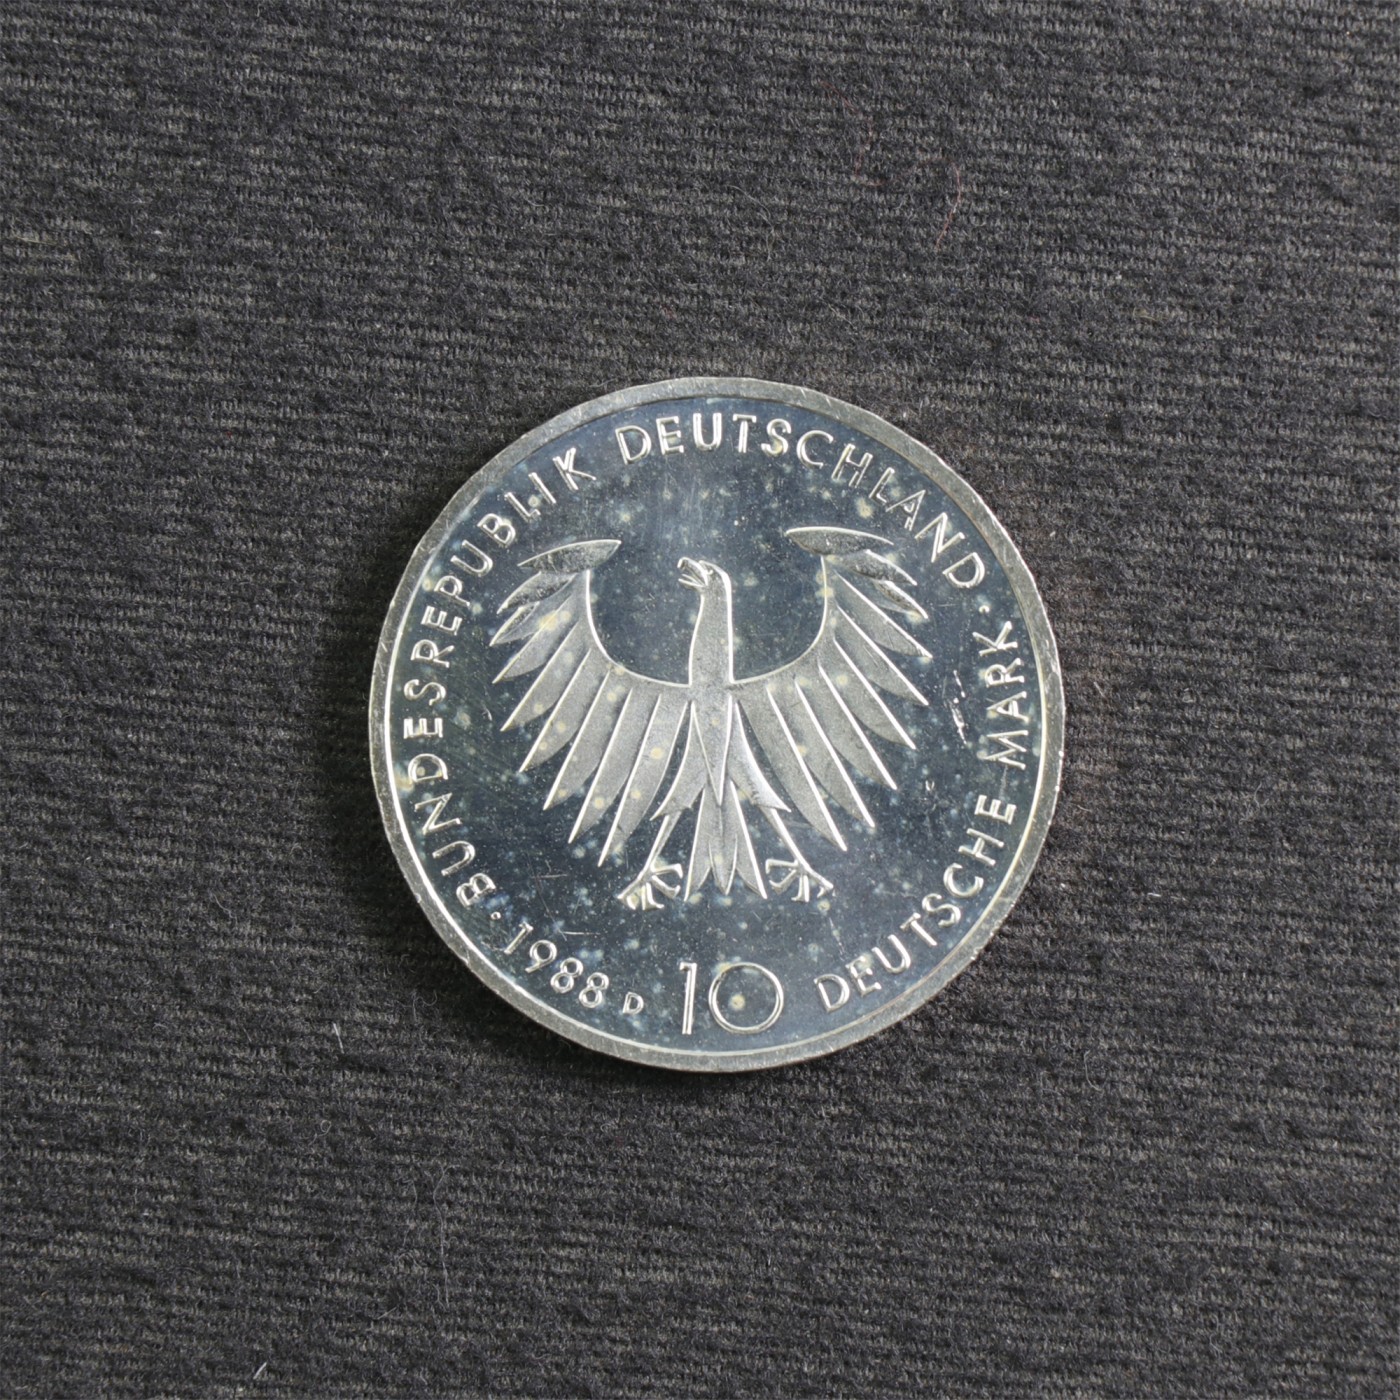 · BUNDESREPUBLIK DEUTSCHLAND ·
1988 D 10 DEUTSCHE MARK